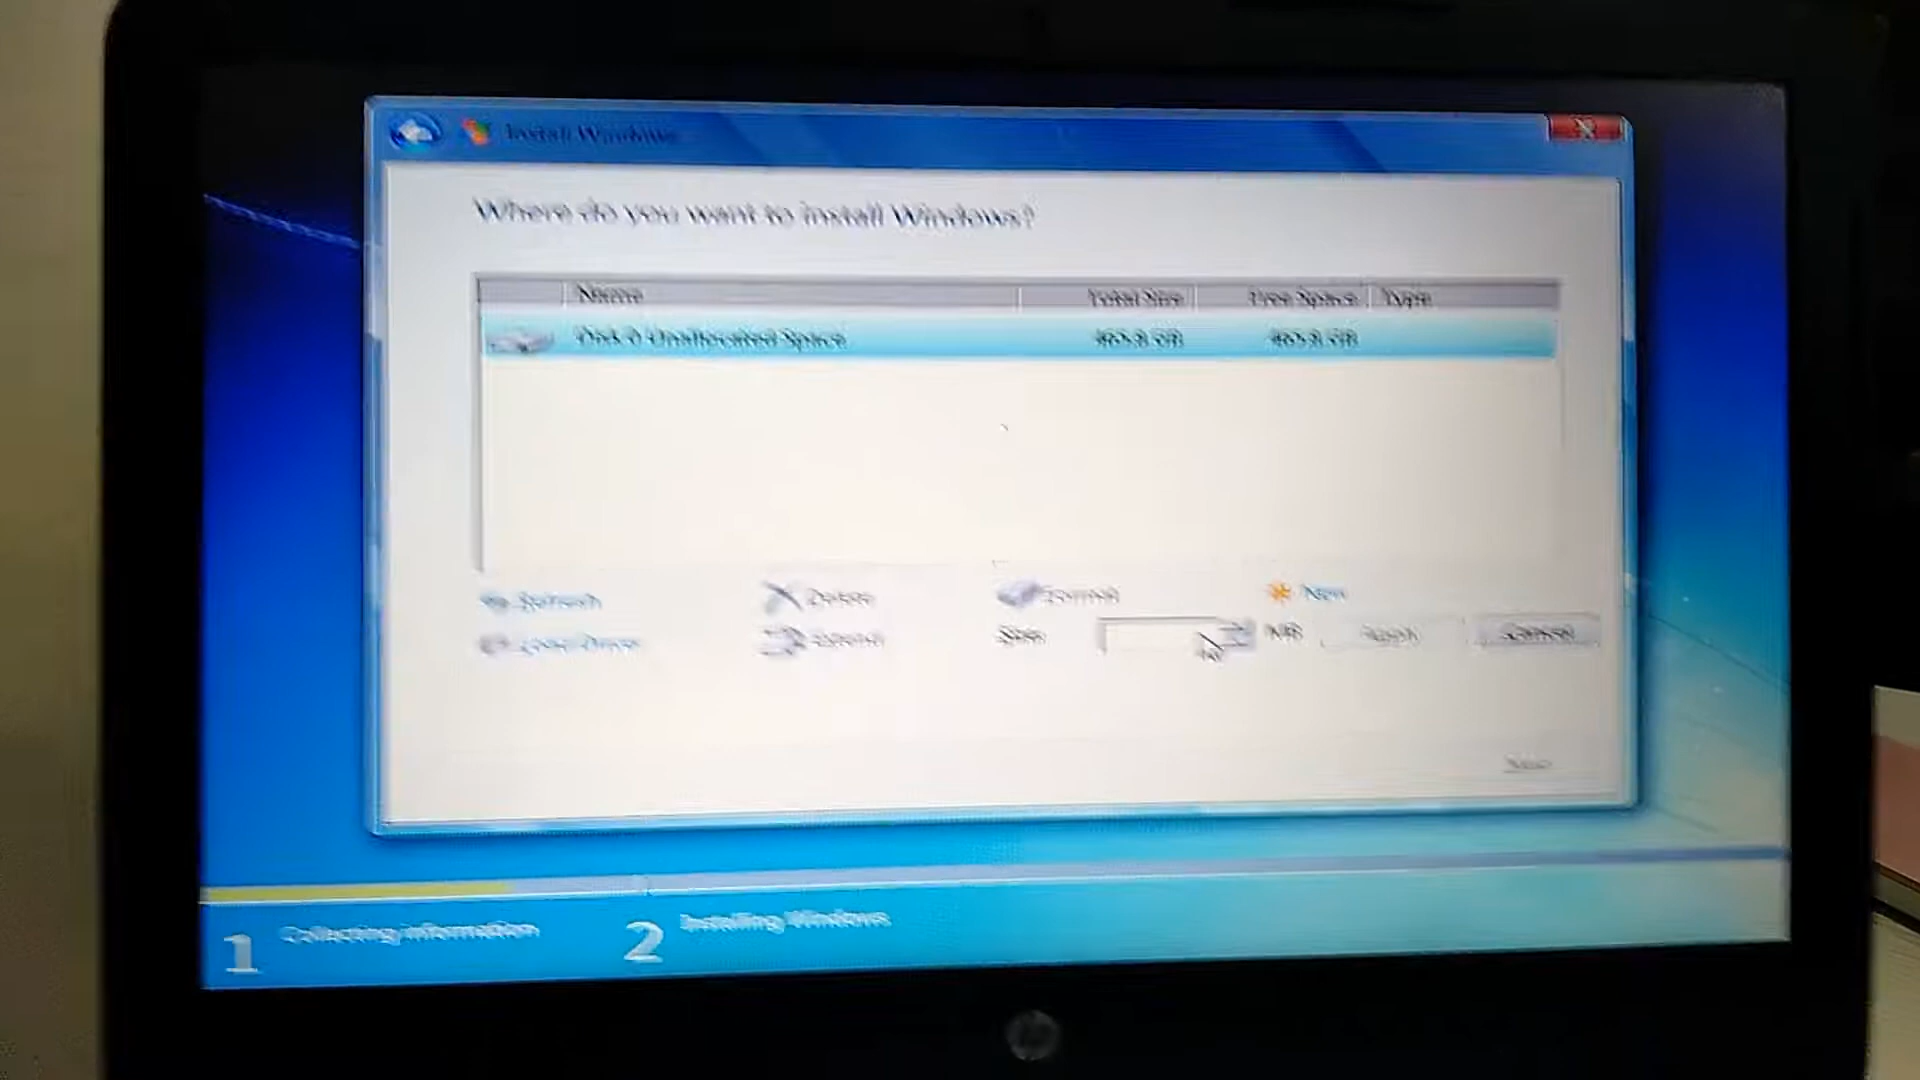 Install Windows
Where do you want to install Windows?
Name Total Size Free Space Type
Disk 0 Unallocated Space 465.8 GB 465.8 GB
Refresh Delete Format New
Load Driver Extend Size: MB Apply Cancel
Next
1 Collecting information 2 Installing Windows
hp